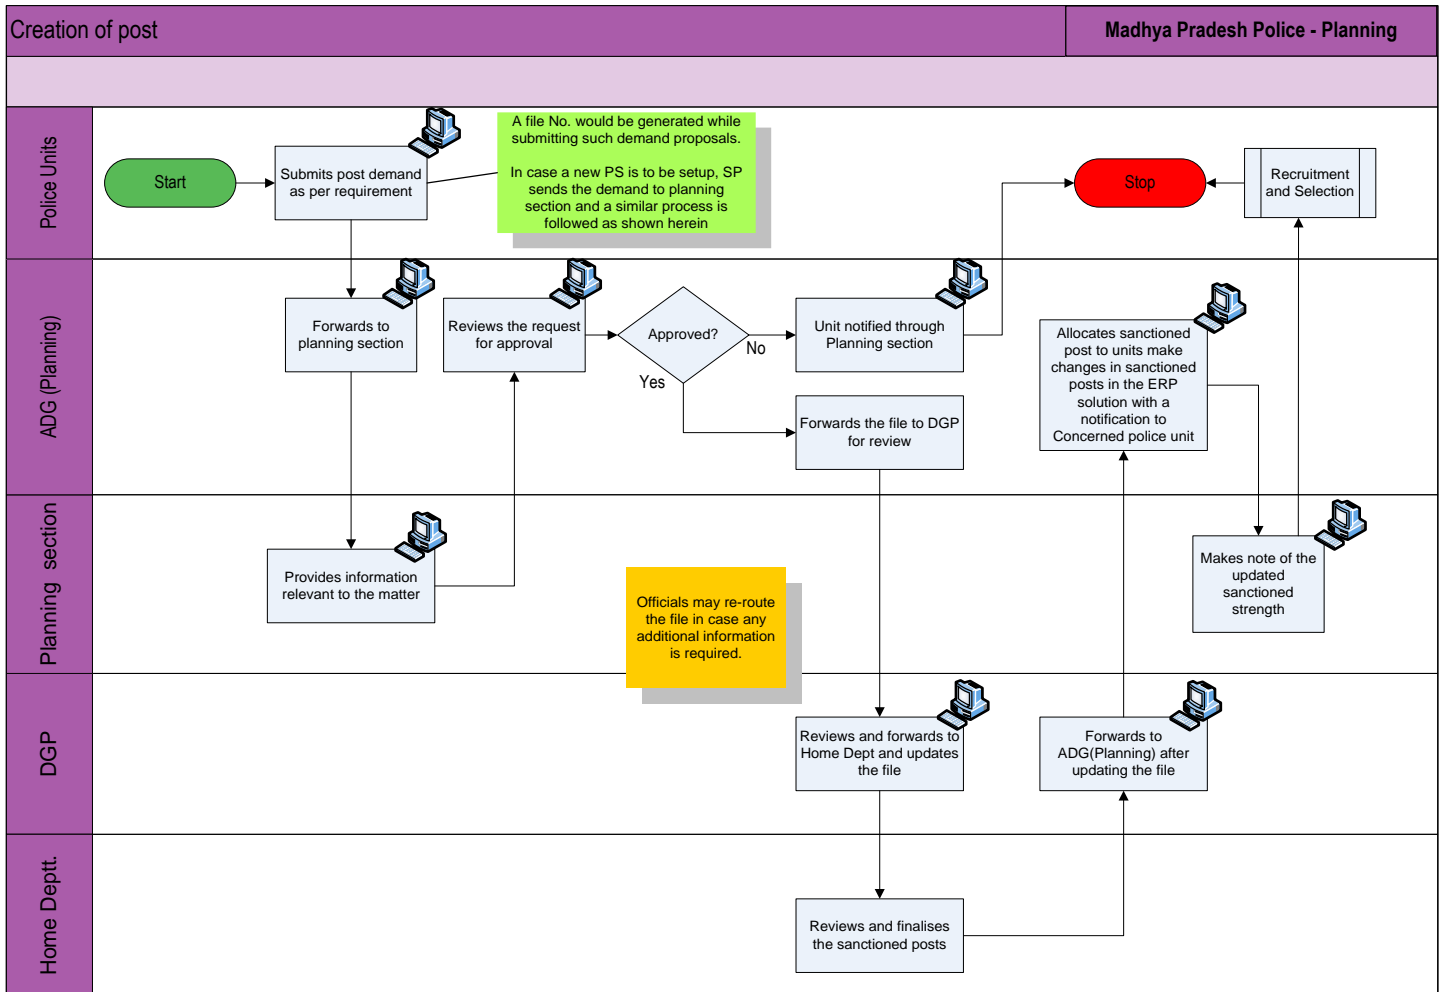 Creation of post
Madhya Pradesh Police - Planning
Police Units
Start
Submits post demand
as per requirement
A file No. would be generated while
submitting such demand proposals.
In case a new PS is to be setup, SP
sends the demand to planning
section and a similar process is
followed as shown herein
Stop
Recruitment
and Selection
ADG (Planning)
Forwards to
planning section
Reviews the request
for approval
Approved?
No
Yes
Unit notified through
Planning section
Forwards the file to DGP
for review
Allocates sanctioned
post to units make
changes in sanctioned
posts in the ERP
solution with a
notification to
Concerned police unit
Planning section
Provides information
relevant to the matter
Officials may re-route
the file in case any
additional information
is required.
Makes note of the
updated
sanctioned
strength
DGP
Reviews and forwards to
Home Dept and updates
the file
Forwards to
ADG(Planning) after
updating the file
Home Deptt.
Reviews and finalises
the sanctioned posts